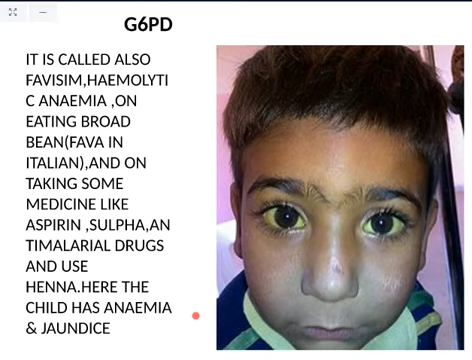 G6PD
IT IS CALLED ALSO
FAVISIM,HAEMOLYTI
C ANAEMIA ,ON
EATING BROAD
BEAN(FAVA IN
ITALIAN),AND ON
TAKING SOME
MEDICINE LIKE
ASPIRIN ,SULPHA,AN
TIMALARIAL DRUGS
AND USE
HENNA.HERE THE
CHILD HAS ANAEMIA
& JAUNDICE